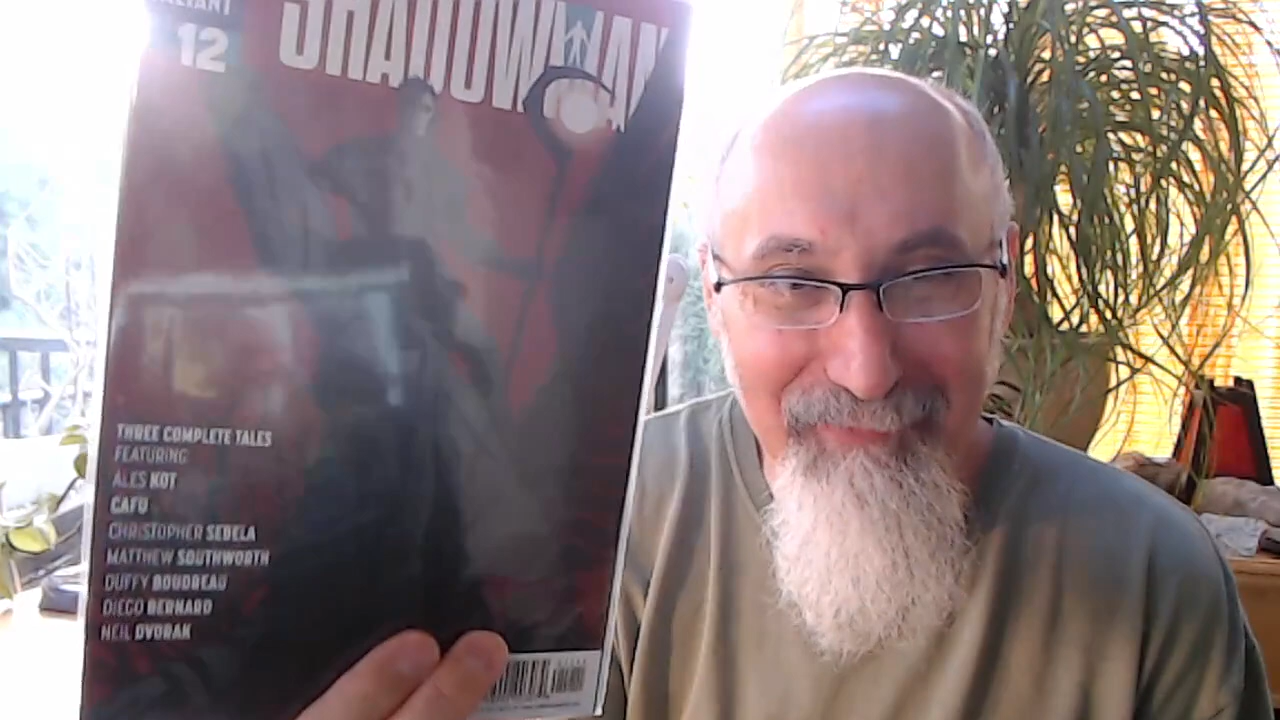 VALIANT
12
SHADOWMAN
THREE COMPLETE TALES
FEATURING
ALES KOT
CAFU
CHRISTOPHER SEBELA
MATTHEW SOUTHWORTH
DUFFY BOUDREAU
DIEGO BERNARD
NEIL DVORAK